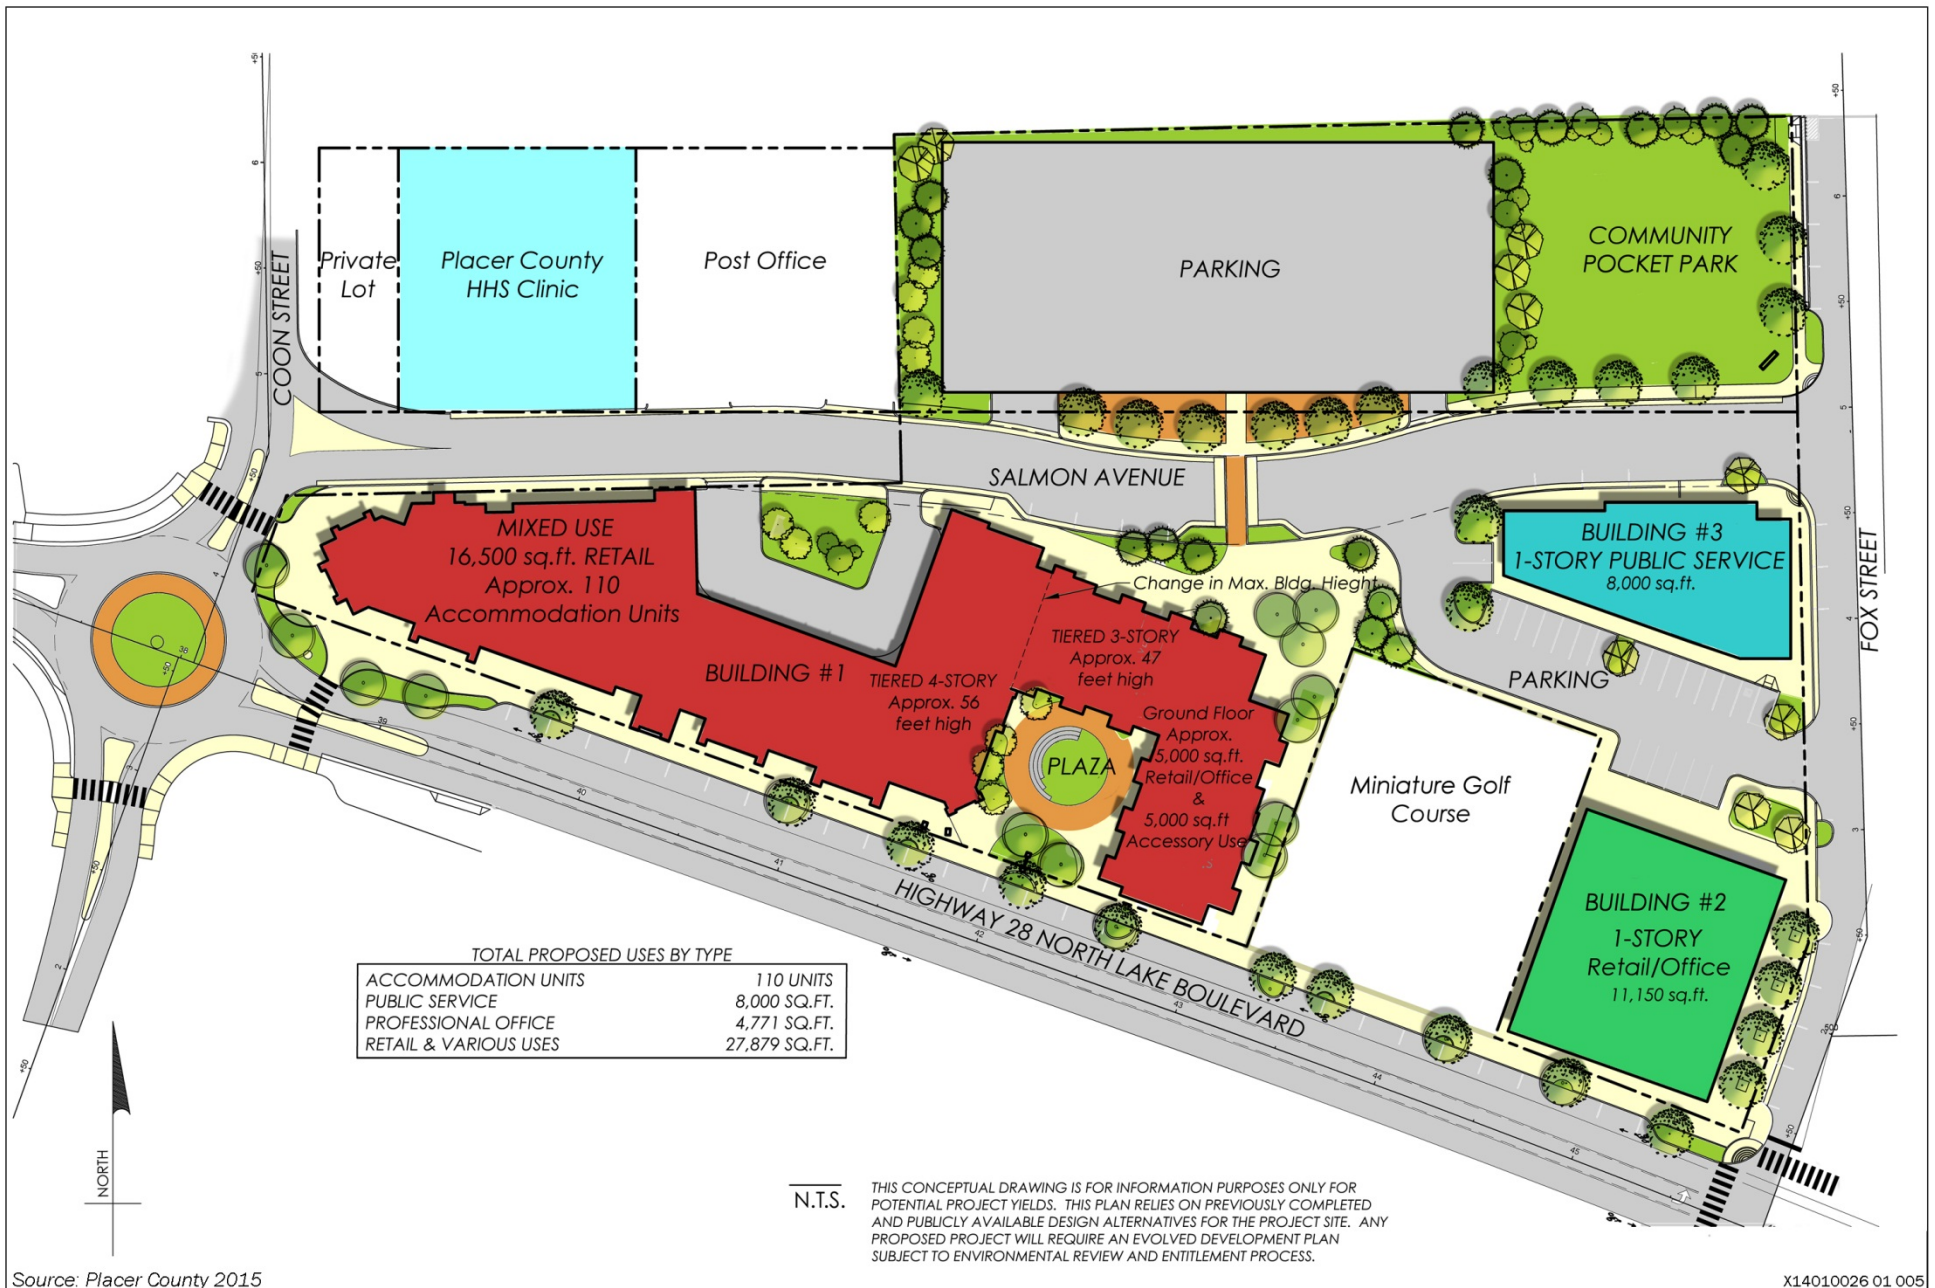 COON STREET
Private
Lot
Placer County
HHS Clinic
Post Office
PARKING
COMMUNITY
POCKET PARK
SALMON AVENUE
FOX STREET
MIXED USE
16,500 sq.ft. RETAIL
Approx. 110
Accommodation Units
BUILDING #1
TIERED 4-STORY
Approx. 56
feet high
Change in Max. Bldg. Hieght
TIERED 3-STORY
Approx. 47
feet high
Ground Floor
Approx.
5,000 sq.ft.
Retail/Office
&
5,000 sq.ft
Accessory Use
PLAZA
BUILDING #3
1-STORY PUBLIC SERVICE
8,000 sq.ft.
PARKING
Miniature Golf
Course
BUILDING #2
1-STORY
Retail/Office
11,150 sq.ft.
HIGHWAY 28 NORTH LAKE BOULEVARD
38
39
40
41
42
43
44
45
TOTAL PROPOSED USES BY TYPE
ACCOMMODATION UNITS 110 UNITS
PUBLIC SERVICE 8,000 SQ.FT.
PROFESSIONAL OFFICE 4,771 SQ.FT.
RETAIL & VARIOUS USES 27,879 SQ.FT.
NORTH
N.T.S.
THIS CONCEPTUAL DRAWING IS FOR INFORMATION PURPOSES ONLY FOR
POTENTIAL PROJECT YIELDS. THIS PLAN RELIES ON PREVIOUSLY COMPLETED
AND PUBLICLY AVAILABLE DESIGN ALTERNATIVES FOR THE PROJECT SITE. ANY
PROPOSED PROJECT WILL REQUIRE AN EVOLVED DEVELOPMENT PLAN
SUBJECT TO ENVIRONMENTAL REVIEW AND ENTITLEMENT PROCESS.
Source: Placer County 2015
X14010026 01 005